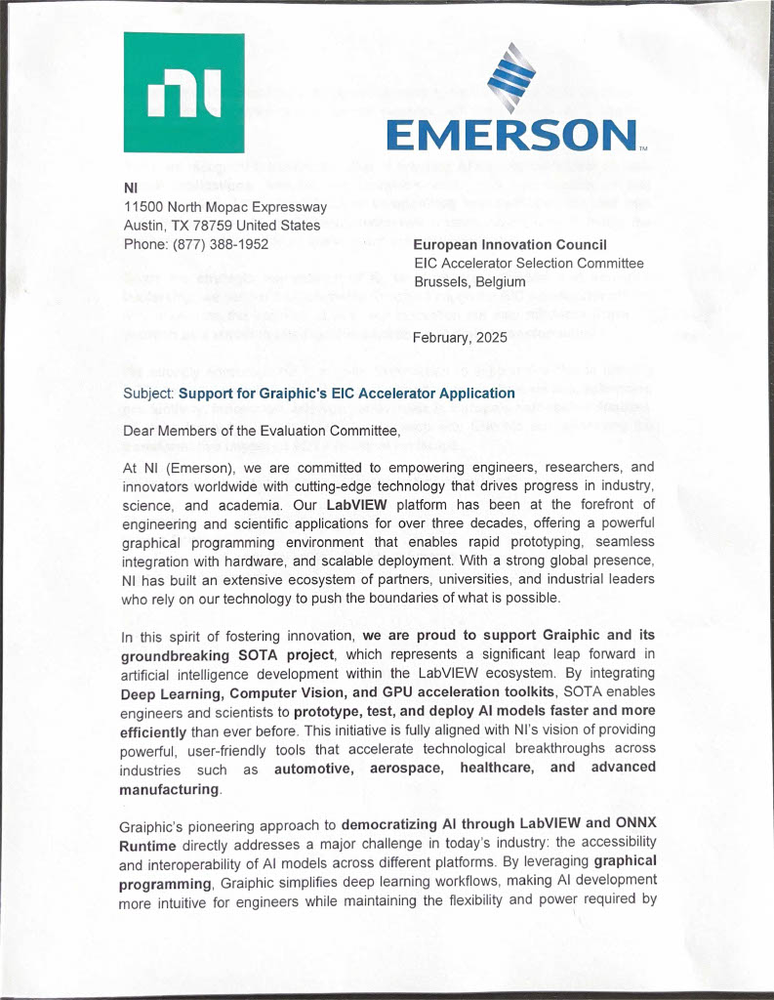 NI
EMERSON
TM
NI
11500 North Mopac Expressway
Austin, TX 78759 United States
Phone: (877) 388-1952
European Innovation Council
EIC Accelerator Selection Committee
Brussels, Belgium
February, 2025
Subject: Support for Graiphic's EIC Accelerator Application
Dear Members of the Evaluation Committee,
At NI (Emerson), we are committed to empowering engineers, researchers, and
innovators worldwide with cutting-edge technology that drives progress in industry,
science, and academia. Our LabVIEW platform has been at the forefront of
engineering and scientific applications for over three decades, offering a powerful
graphical programming environment that enables rapid prototyping, seamless
integration with hardware, and scalable deployment. With a strong global presence,
NI has built an extensive ecosystem of partners, universities, and industrial leaders
who rely on our technology to push the boundaries of what is possible.
In this spirit of fostering innovation, we are proud to support Graiphic and its
groundbreaking SOTA project, which represents a significant leap forward in
artificial intelligence development within the LabVIEW ecosystem. By integrating
Deep Learning, Computer Vision, and GPU acceleration toolkits, SOTA enables
engineers and scientists to prototype, test, and deploy AI models faster and more
efficiently than ever before. This initiative is fully aligned with NI's vision of providing
powerful, user-friendly tools that accelerate technological breakthroughs across
industries such as automotive, aerospace, healthcare, and advanced
manufacturing.
Graiphic's pioneering approach to democratizing AI through LabVIEW and ONNX
Runtime directly addresses a major challenge in today's industry: the accessibility
and interoperability of AI models across different platforms. By leveraging graphical
programming, Graiphic simplifies deep learning workflows, making AI development
more intuitive for engineers while maintaining the flexibility and power required by